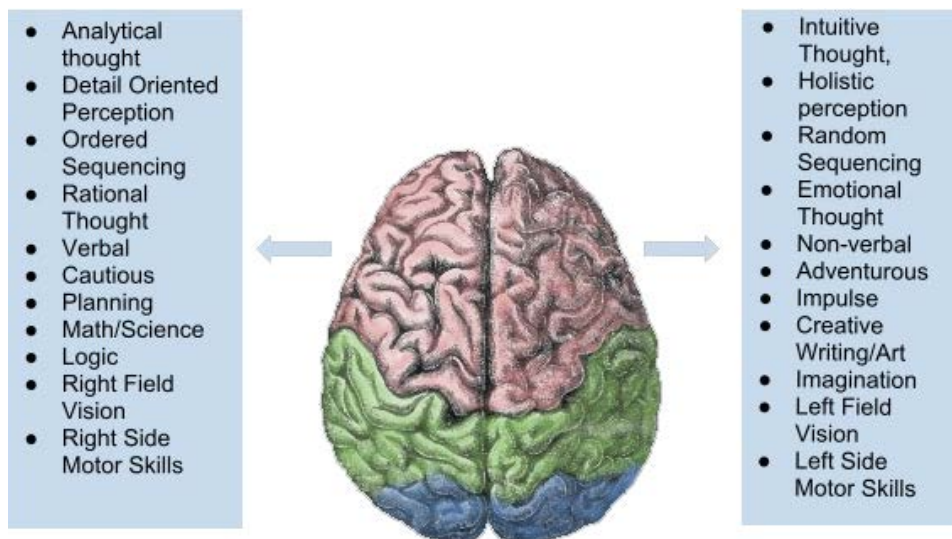 ● Analytical
thought
● Detail Oriented
Perception
● Ordered
Sequencing
● Rational
Thought
● Verbal
● Cautious
● Planning
● Math/Science
● Logic
● Right Field
Vision
● Right Side
Motor Skills
● Intuitive
Thought,
● Holistic
perception
● Random
Sequencing
● Emotional
Thought
● Non-verbal
● Adventurous
● Impulse
● Creative
Writing/Art
● Imagination
● Left Field
Vision
● Left Side
Motor Skills